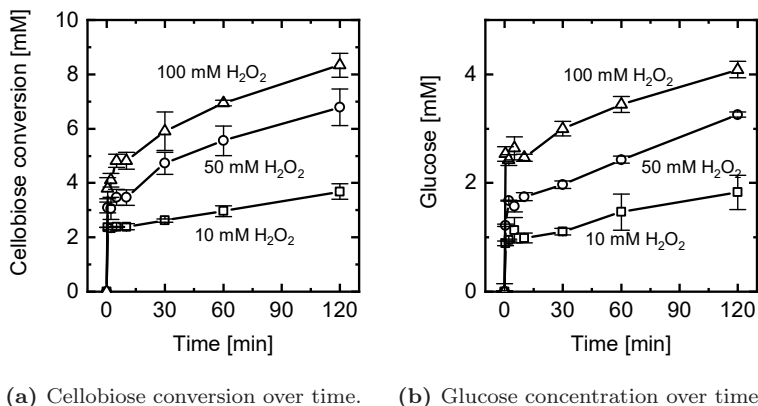 10
8
6
4
2
0
Cellobiose conversion [mM]
100 mM H₂O₂
50 mM H₂O₂
10 mM H₂O₂
0 30 60 90 120
Time [min]
4
2
0
Glucose [mM]
100 mM H₂O₂
50 mM H₂O₂
10 mM H₂O₂
0 30 60 90 120
Time [min]
(a) Cellobiose conversion over time.
(b) Glucose concentration over time